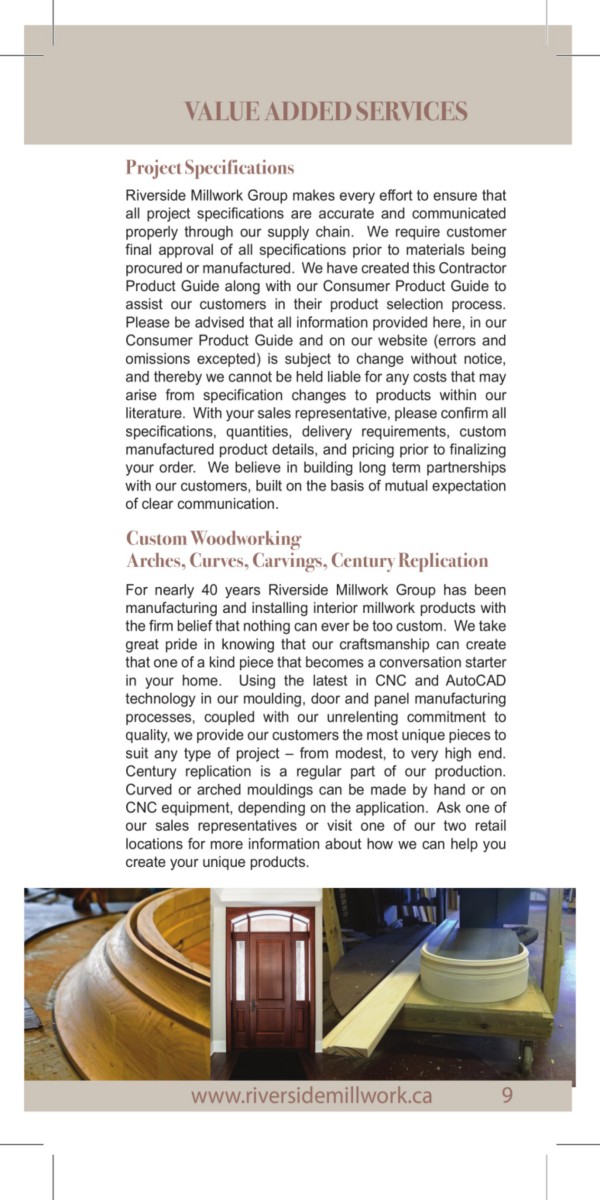 VALUE ADDED SERVICES
Project Specifications
Riverside Millwork Group makes every effort to ensure that
all project specifications are accurate and communicated
properly through our supply chain.  We require customer
final approval of all specifications prior to materials being
procured or manufactured.  We have created this Contractor
Product Guide along with our Consumer Product Guide to
assist our customers in their product selection process.
Please be advised that all information provided here, in our
Consumer Product Guide and on our website (errors and
omissions excepted) is subject to change without notice,
and thereby we cannot be held liable for any costs that may
arise from specification changes to products within our
literature.  With your sales representative, please confirm all
specifications, quantities, delivery requirements, custom
manufactured product details, and pricing prior to finalizing
your order.  We believe in building long term partnerships
with our customers, built on the basis of mutual expectation
of clear communication.
Custom Woodworking
Arches, Curves, Carvings, Century Replication
For nearly 40 years Riverside Millwork Group has been
manufacturing and installing interior millwork products with
the firm belief that nothing can ever be too custom.  We take
great pride in knowing that our craftsmanship can create
that one of a kind piece that becomes a conversation starter
in your home.  Using the latest in CNC and AutoCAD
technology in our moulding, door and panel manufacturing
processes, coupled with our unrelenting commitment to
quality, we provide our customers the most unique pieces to
suit any type of project – from modest, to very high end.
Century replication is a regular part of our production.
Curved or arched mouldings can be made by hand or on
CNC equipment, depending on the application.  Ask one of
our sales representatives or visit one of our two retail
locations for more information about how we can help you
create your unique products.
www.riversidemillwork.ca 9